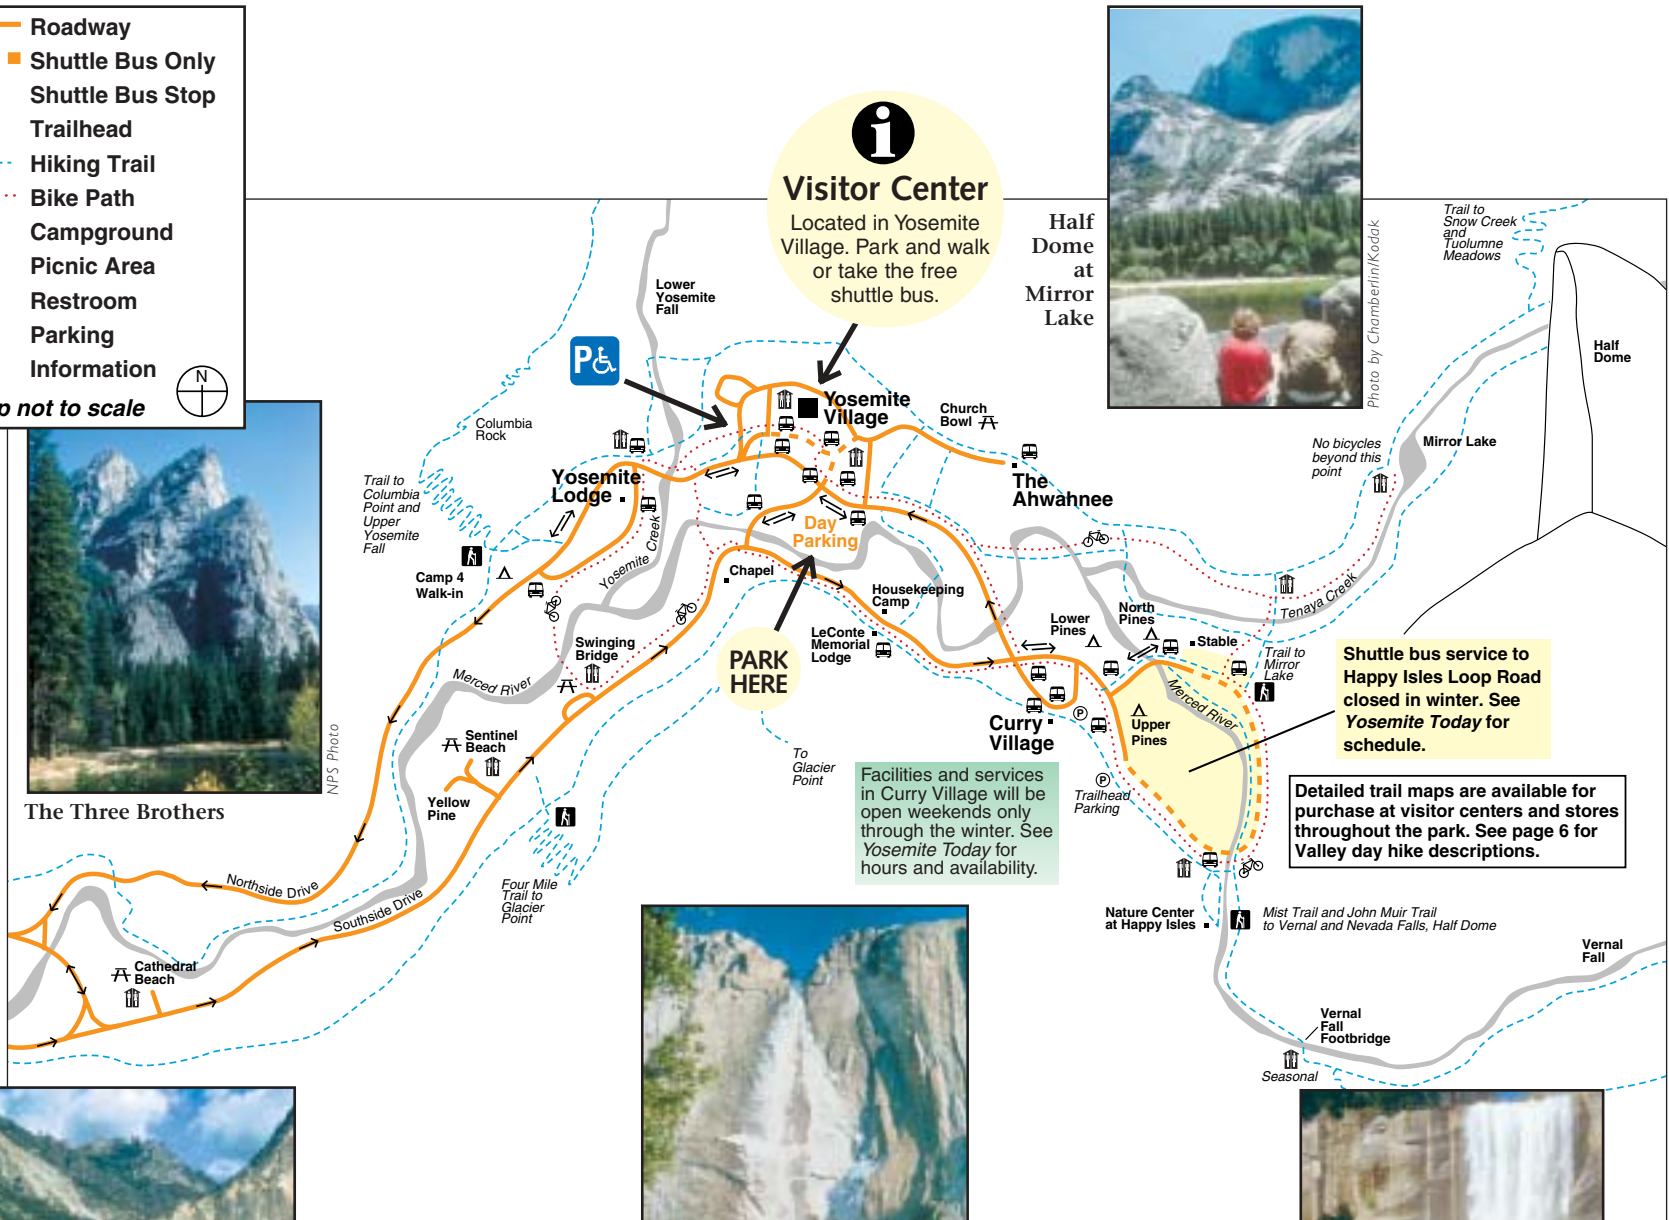 Roadway
Shuttle Bus Only
Shuttle Bus Stop
Trailhead
Hiking Trail
Bike Path
Campground
Picnic Area
Restroom
Parking
Information
p not to scale
N
i
Visitor Center
Located in Yosemite
Village. Park and walk
or take the free
shuttle bus.
Half
Dome
at
Mirror
Lake
Photo by Chamberlin/Kodak
Trail to
Snow Creek
and
Tuolumne
Meadows
Half
Dome
Lower
Yosemite
Fall
P
Yosemite
Village
Church
Bowl
The
Ahwahnee
No bicycles
beyond this
point
Mirror Lake
Columbia
Rock
Trail to
Columbia
Point and
Upper
Yosemite
Fall
Yosemite
Lodge
Day
Parking
Yosemite Creek
Camp 4
Walk-in
Chapel
Housekeeping
Camp
LeConte
Memorial
Lodge
Lower
Pines
North
Pines
Stable
Tenaya Creek
Trail to
Mirror
Lake
Swinging
Bridge
PARK
HERE
Merced River
Merced River
Shuttle bus service to
Happy Isles Loop Road
closed in winter. See
Yosemite Today for
schedule.
Sentinel
Beach
Yellow
Pine
To
Glacier
Point
Curry
Village
P
Upper
Pines
P
Trailhead
Parking
Facilities and services
in Curry Village will be
open weekends only
through the winter. See
Yosemite Today for
hours and availability.
Detailed trail maps are available for
purchase at visitor centers and stores
throughout the park. See page 6 for
Valley day hike descriptions.
NPS Photo
The Three Brothers
Northside Drive
Southside Drive
Four Mile
Trail to
Glacier
Point
Nature Center
at Happy Isles
Mist Trail and John Muir Trail
to Vernal and Nevada Falls, Half Dome
Cathedral
Beach
Vernal
Fall
Vernal
Fall
Footbridge
Seasonal